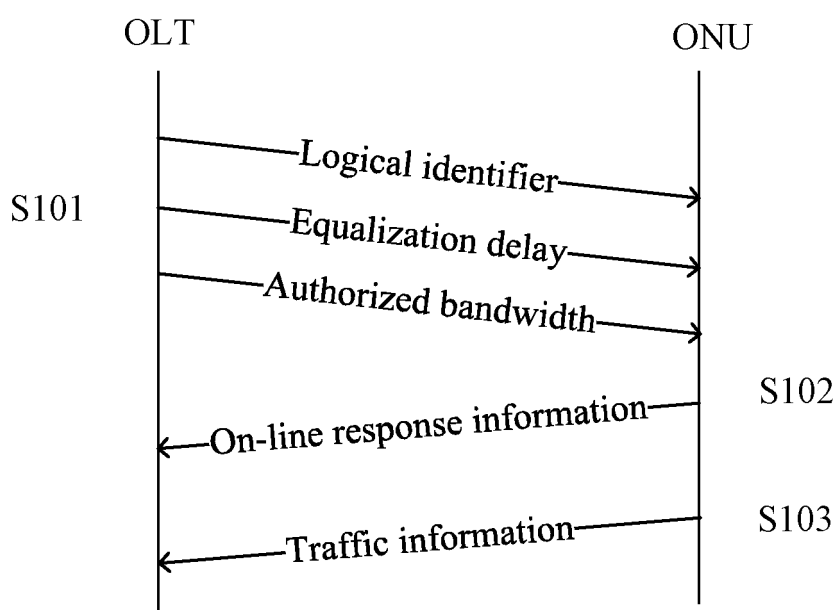 OLT
ONU
Logical identifier
S101
Equalization delay
Authorized bandwidth
S102
On-line response information
S103
Traffic information